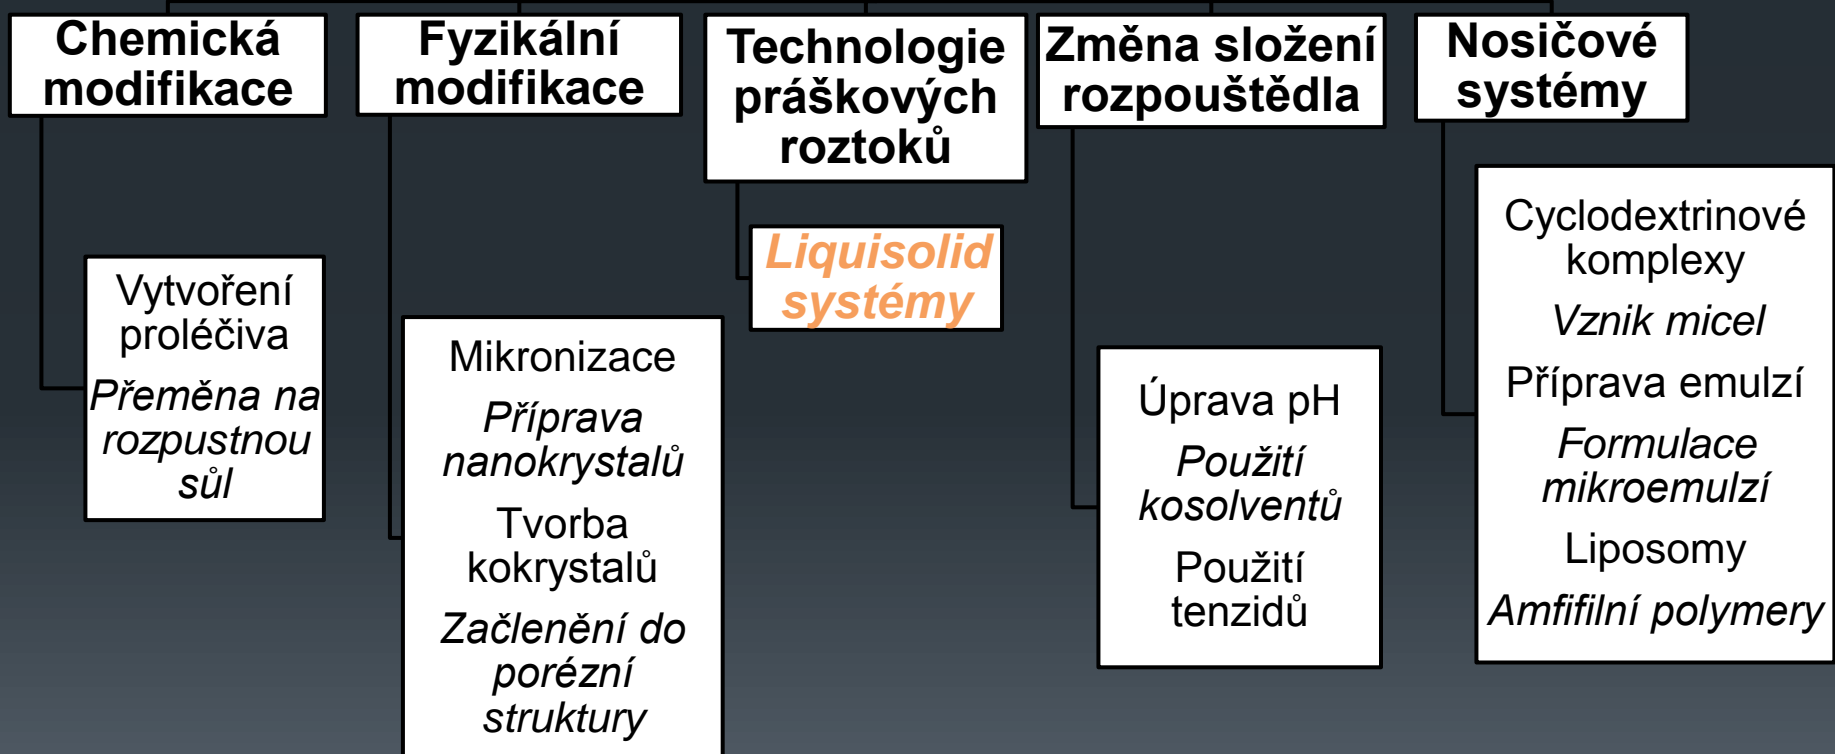 Chemická
modifikace
Vytvoření
proléčiva
Přeměna na
rozpustnou
sůl
Fyzikální
modifikace
Mikronizace
Příprava
nanokrystalů
Tvorba
kokrystalů
Začlenění do
porézní
struktury
Technologie
práškových
roztoků
Liquisolid
systémy
Změna složení
rozpouštědla
Úprava pH
Použití
kosolventů
Použití
tenzidů
Nosičové
systémy
Cyclodextrinové
komplexy
Vznik micel
Příprava emulzí
Formulace
mikroemulzí
Liposomy
Amfifilní polymery